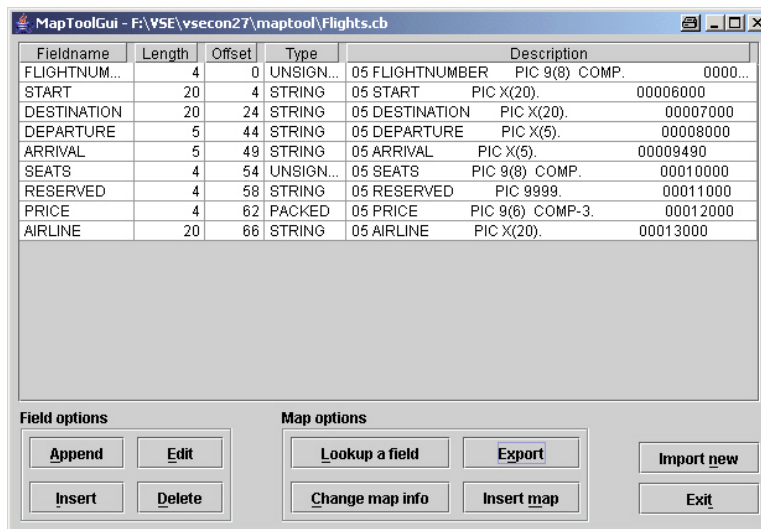 MapToolGui - F:\VSE\vsecon27\maptool\Flights.cb
Fieldname Length Offset Type Description
FLIGHTNUM... 4 0 UNSIGN... 05 FLIGHTNUMBER PIC 9(8) COMP. 0000...
START 20 4 STRING 05 START PIC X(20). 00006000
DESTINATION 20 24 STRING 05 DESTINATION PIC X(20). 00007000
DEPARTURE 5 44 STRING 05 DEPARTURE PIC X(5). 00008000
ARRIVAL 5 49 STRING 05 ARRIVAL PIC X(5). 00009490
SEATS 4 54 UNSIGN... 05 SEATS PIC 9(8) COMP. 00010000
RESERVED 4 58 STRING 05 RESERVED PIC 9999. 00011000
PRICE 4 62 PACKED 05 PRICE PIC 9(6) COMP-3. 00012000
AIRLINE 20 66 STRING 05 AIRLINE PIC X(20). 00013000
Field options Map options
Append Edit Lookup a field Export Import new
Insert Delete Change map info Insert map Exit